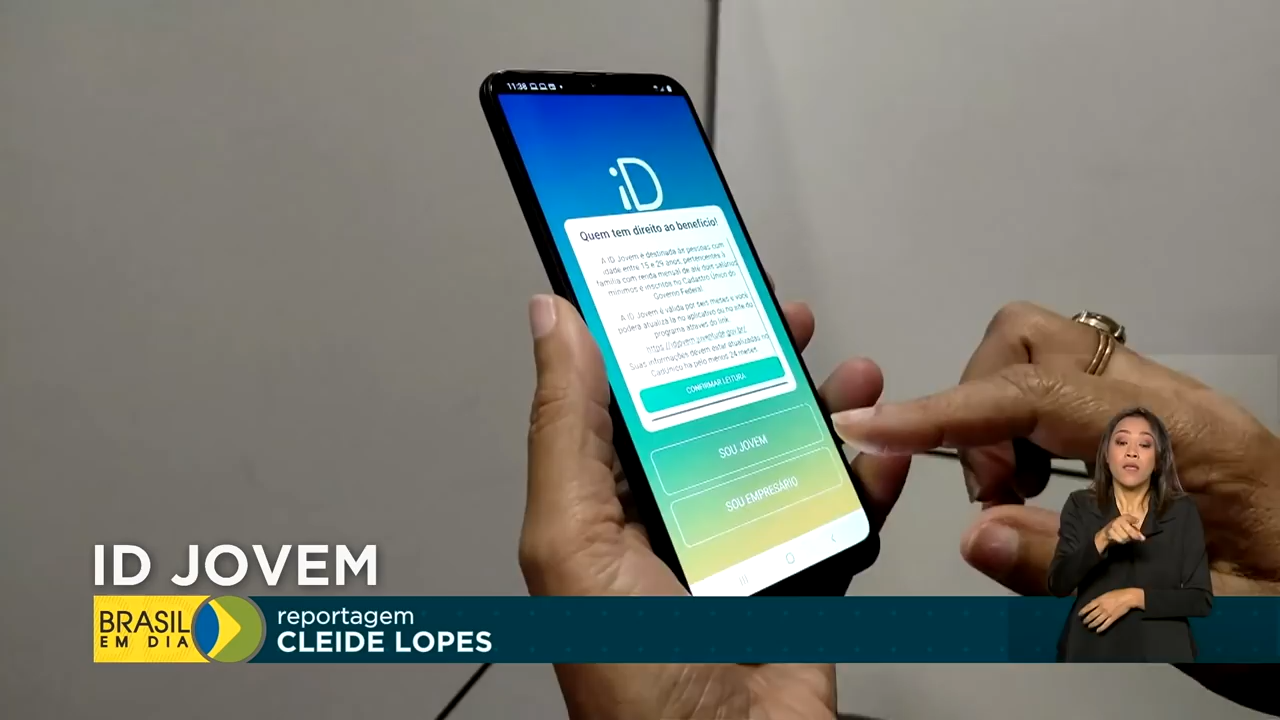 11:36
iD
Quem tem direito ao benefício!
A ID Jovem é destinada às pessoas com
idade entre 15 e 29 anos, pertencentes à
família com renda mensal de até dois salários
mínimos e inscritos no Cadastro Único do
Governo Federal.
A ID Jovem é válida por seis meses e você
poderá atualizá-la no aplicativo ou no site do
programa através do link
Suas informações devem estar atualizadas no
CadÚnico há pelo menos 24 meses.
CONFIRMAR LEITURA
SOU JOVEM
SOU EMPRESÁRIO
ID JOVEM
BRASIL
EM DIA
reportagem
CLEIDE LOPES